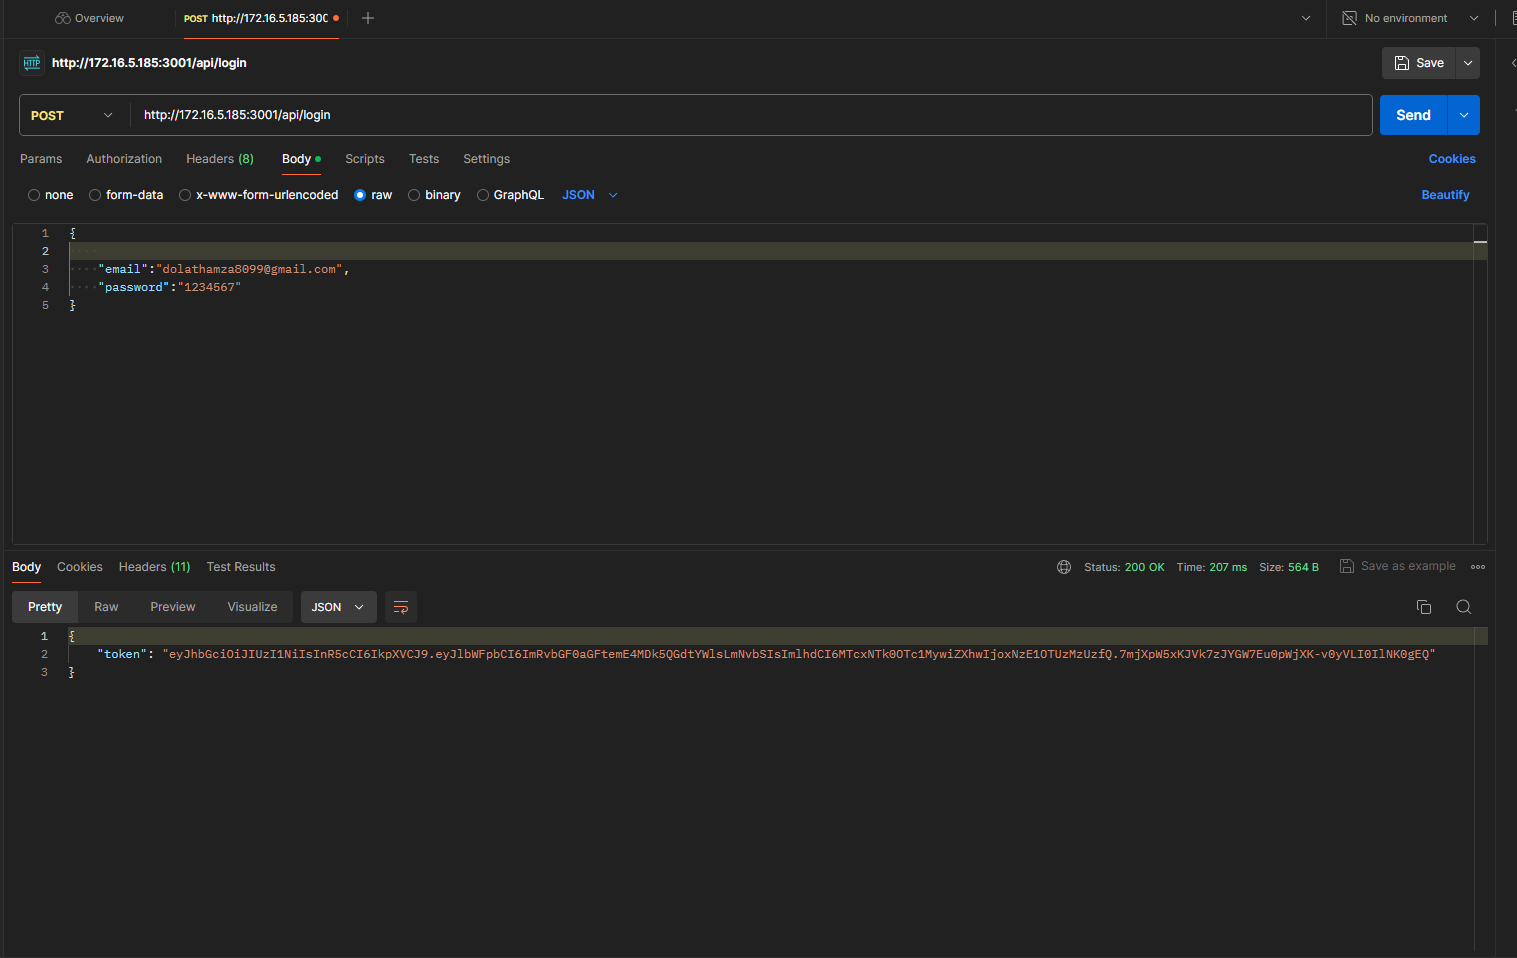 Overview
POST http://172.16.5.185:30C
No environment
HTTP http://172.16.5.185:3001/api/login
Save
POST http://172.16.5.185:3001/api/login
Send
Params Authorization Headers (8) Body Scripts Tests Settings Cookies
none form-data x-www-form-urlencoded raw binary GraphQL JSON Beautify
1 {
2
3 "email":"dolathamza8099@gmail.com",
4 "password":"1234567"
5 }
Body Cookies Headers (11) Test Results Status: 200 OK Time: 207 ms Size: 564 B Save as example
Pretty Raw Preview Visualize JSON
1 {
2 "token": "eyJhbGciOiJIUzI1NiIsInR5cCI6IkpXVCJ9.eyJlbWFpbCI6ImRvbGF0aGFtemE4MDk5QGdtYWlsLmNvbSIsImlhdCI6MTcxNTk0OTc1MywiZXhwIjoxNzE1OTUzMzUzfQ.7mjXpW5xKJVk7zJYGW7Eu0pWjXK-v0yVLI0IlNK0gEQ"
3 }